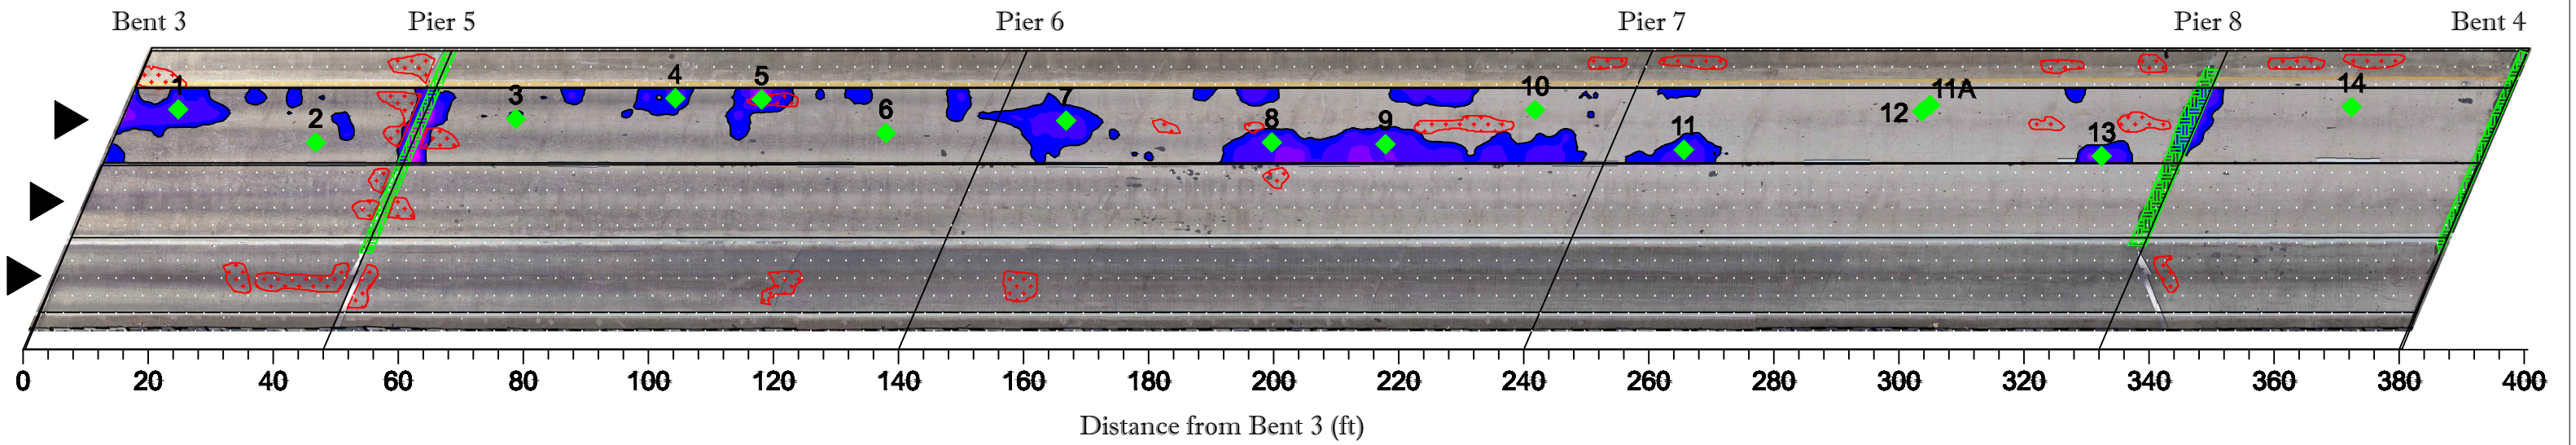 Bent 3 Pier 5 Pier 6 Pier 7 Pier 8 Bent 4
1 2 3 4 5 6 7 8 9 10 11 12 11A 13 14
0 20 40 60 80 100 120 140 160 180 200 220 240 260 280 300 320 340 360 380 400
Distance from Bent 3 (ft)